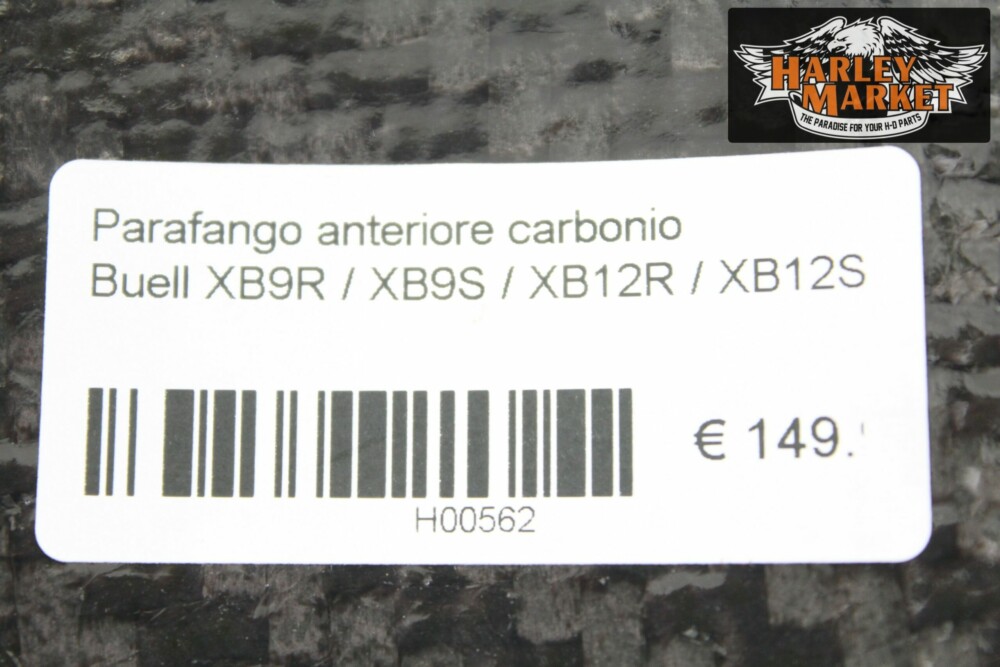 HARLEY
MARKET
THE PARADISE FOR YOUR H-D PARTS
Parafango anteriore carbonio
Buell XB9R / XB9S / XB12R / XB12S
€ 149.
H00562